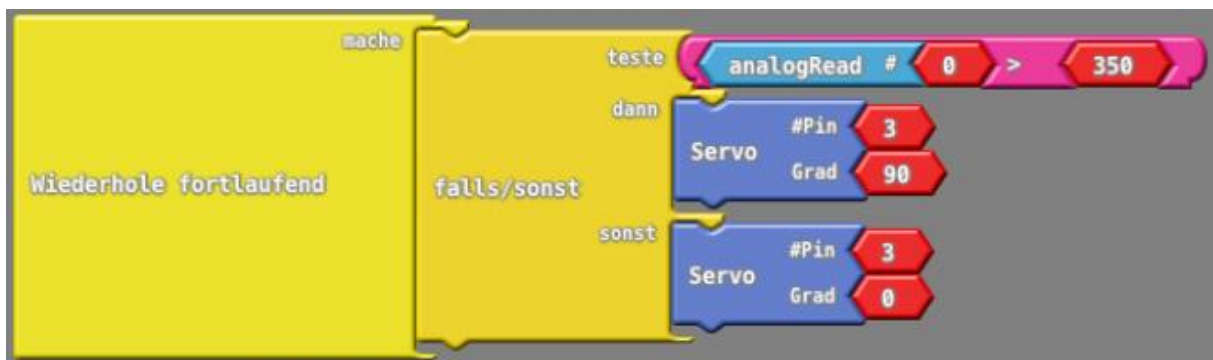 mache
teste
analogRead # 0 > 350
dann
Servo
#Pin 3
Grad 90
Wiederhole fortlaufend
falls/sonst
sonst
Servo
#Pin 3
Grad 0